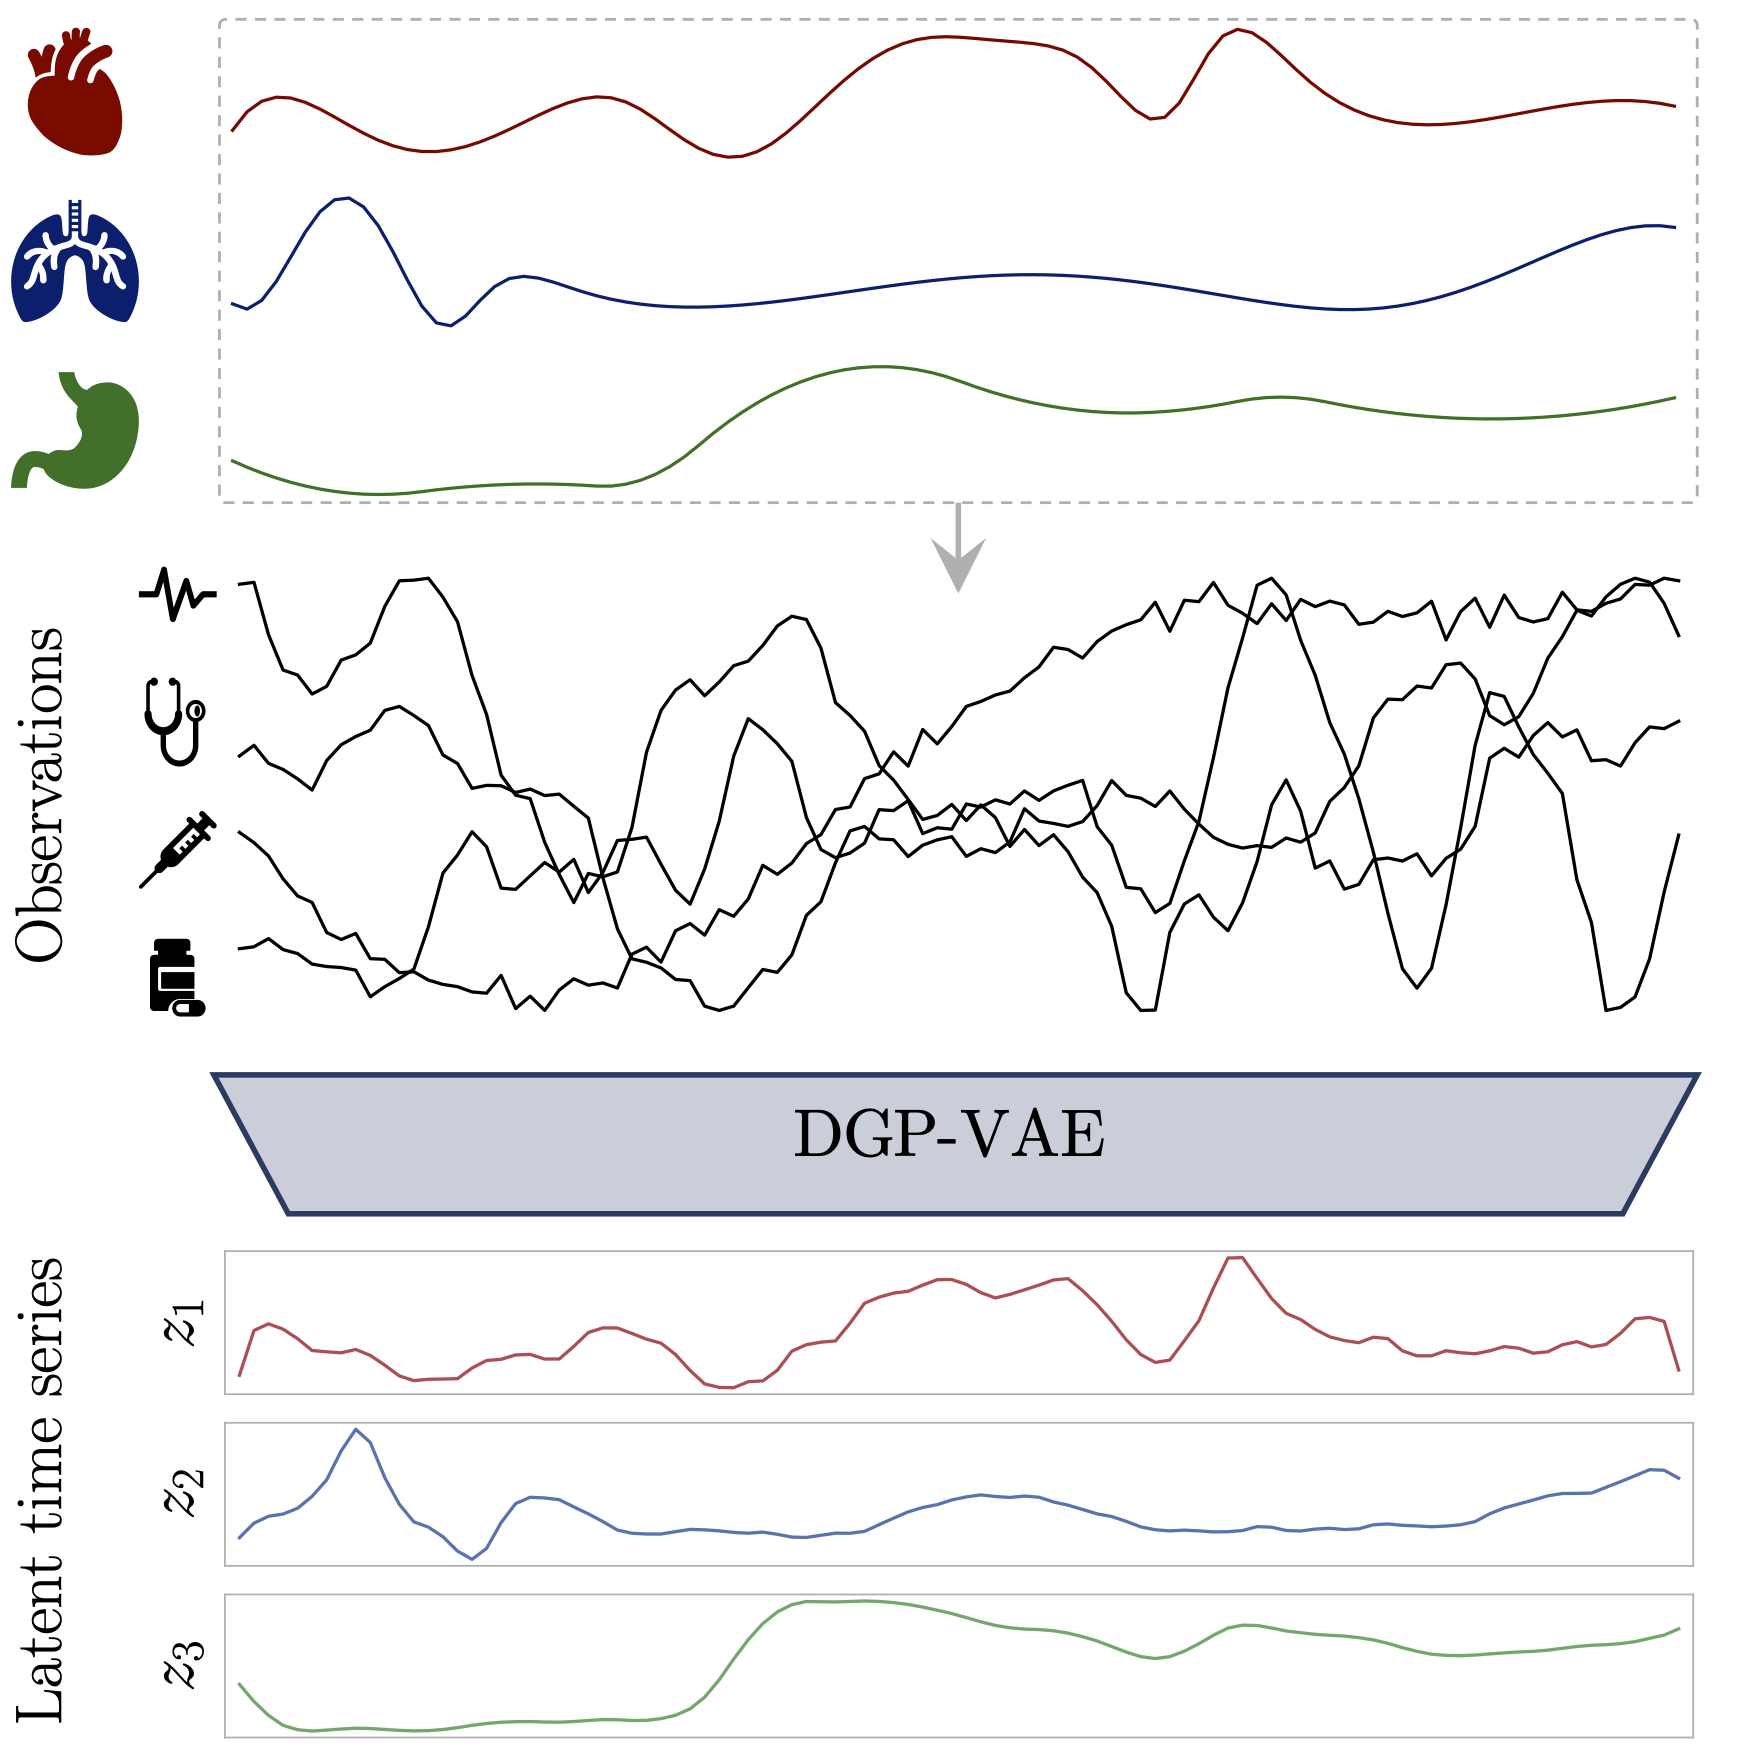 Observations
DGP-VAE
Latent time series
z1
z2
z3